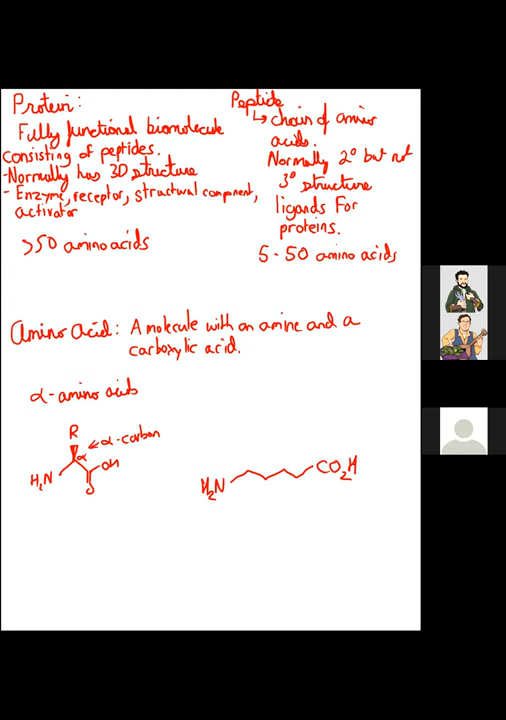 Protein:
Fully functional biomolecule
consisting of peptides.
-Normally has 3D structure
- Enzyme, receptor, structural component,
activator
>50 amino acids
Peptide
↳ chain of amino
acids.
Normally 2° but not
3° structure
ligands for
proteins.
5-50 amino acids
Amino Acid: A molecule with an amine and a
carboxylic acid.
α-amino acids
R
α-carbon
α
OH
H₂N
O
H₂N
CO₂H